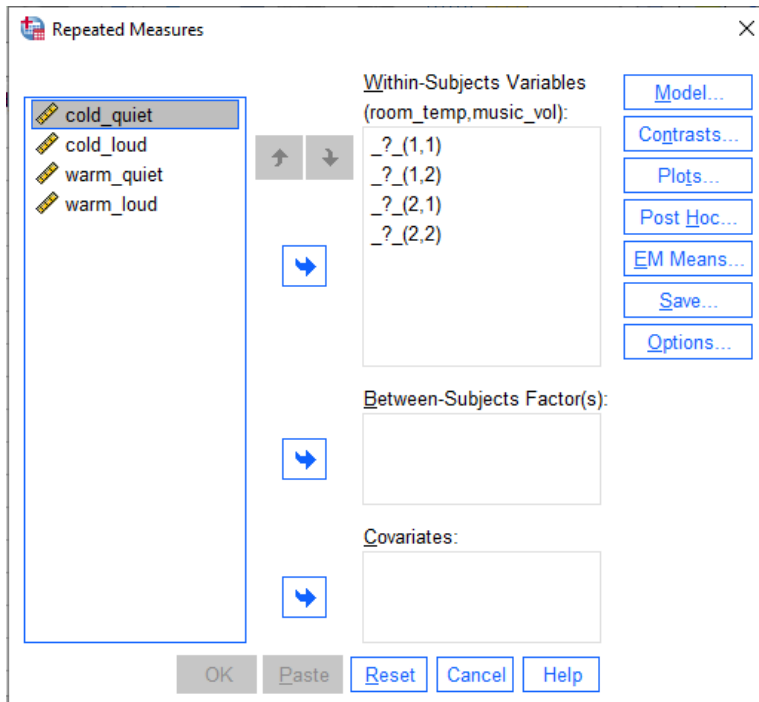 Repeated Measures
cold_quiet
cold_loud
warm_quiet
warm_loud
Within-Subjects Variables
(room_temp,music_vol):
_?_(1,1)
_?_(1,2)
_?_(2,1)
_?_(2,2)
Between-Subjects Factor(s):
Covariates:
Model...
Contrasts...
Plots...
Post Hoc...
EM Means...
Save...
Options...
OK
Paste
Reset
Cancel
Help